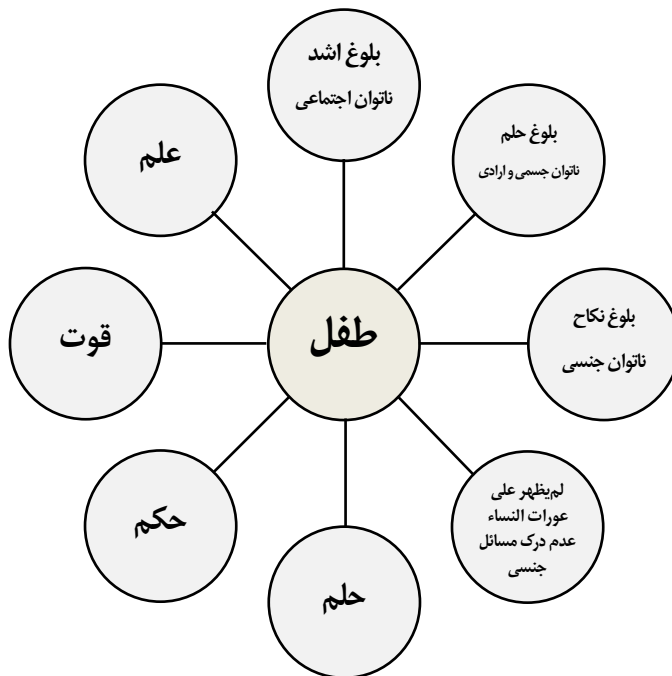 بلوغ اشد
ناتوان اجتماعی
بلوغ حلم
ناتوان جسمی و ارادی
بلوغ نکاح
ناتوان جنسی
لم‌یظهر علی
عورات النساء
عدم درک مسائل
جنسی
حلم
حکم
قوت
علم
طفل